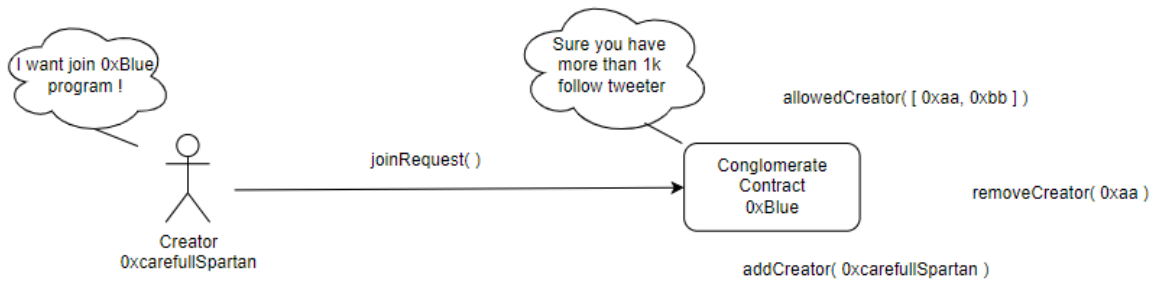 I want join 0xBlue
program !
Sure you have
more than 1k
follow tweeter
allowedCreator( [ 0xaa, 0xbb ] )
joinRequest( )
Conglomerate
Contract
0xBlue
removeCreator( 0xaa )
Creator
0xcarefullSpartan
addCreator( 0xcarefullSpartan )